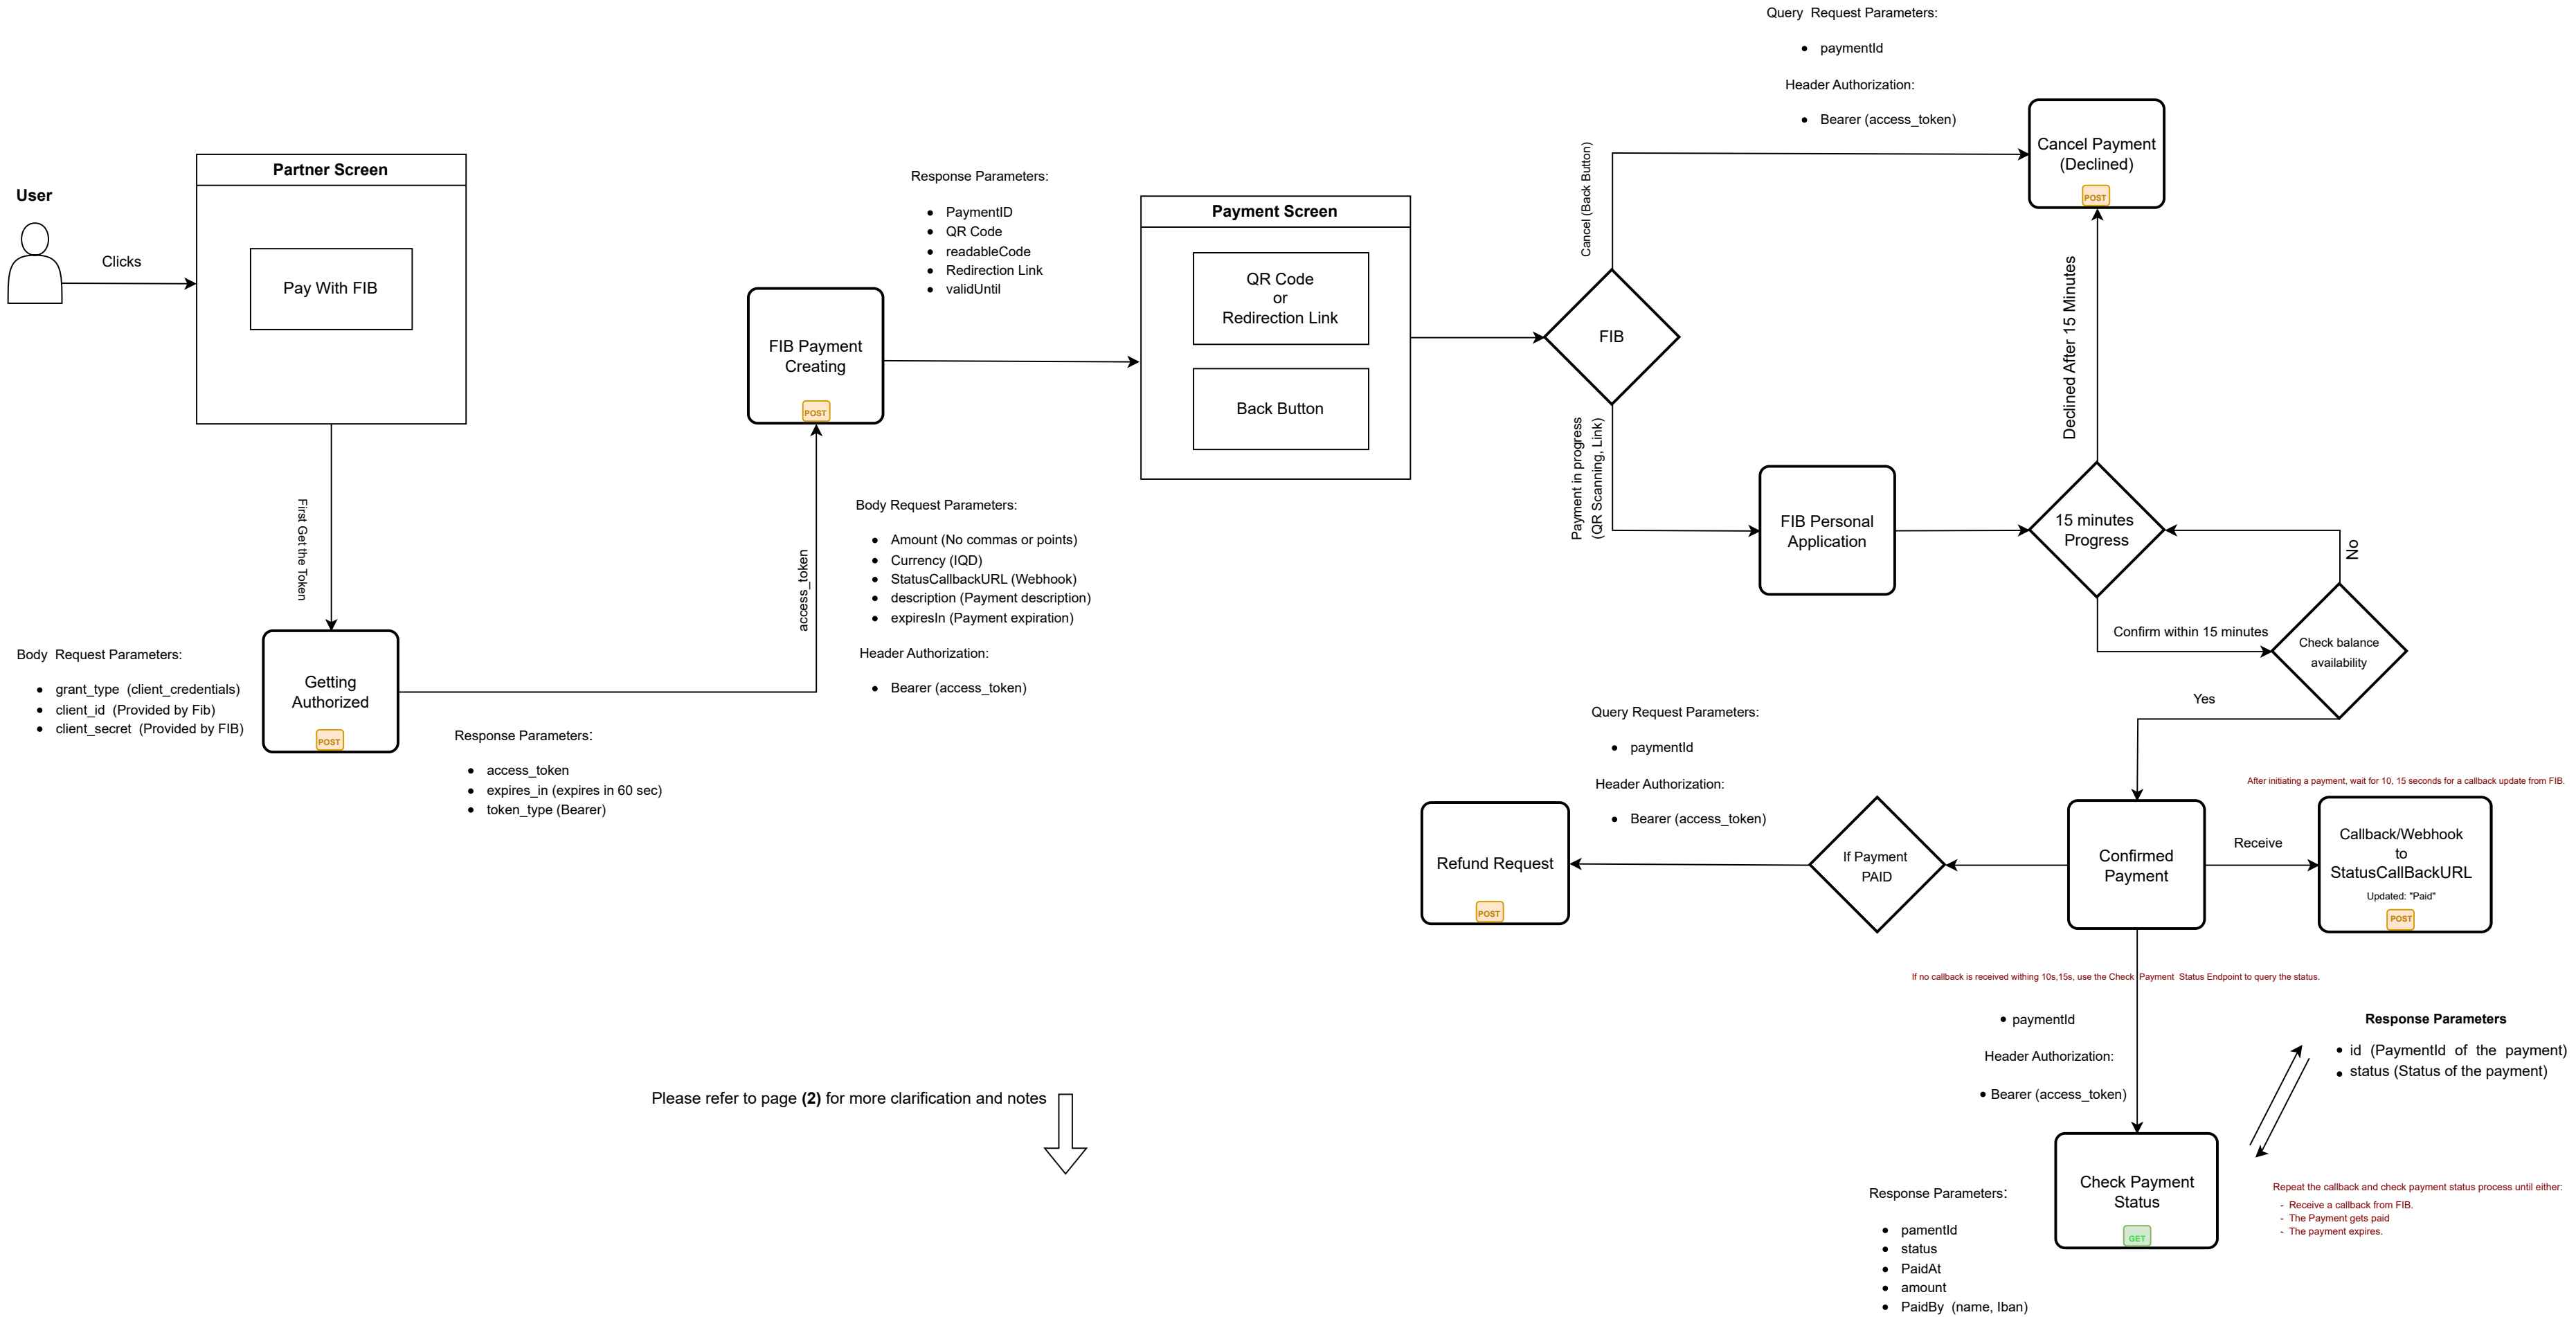 User
Clicks
Partner Screen
Pay With FIB
First Get the Token
Body  Request Parameters:
● grant_type  (client_credentials)
● client_id  (Provided by Fib)
● client_secret  (Provided by FIB)
Getting
Authorized
POST
Response Parameters:
● access_token
● expires_in (expires in 60 sec)
● token_type (Bearer)
access_token
FIB Payment
Creating
POST
Body Request Parameters:
● Amount (No commas or points)
● Currency (IQD)
● StatusCallbackURL (Webhook)
● description (Payment description)
● expiresIn (Payment expiration)
Header Authorization:
● Bearer (access_token)
Response Parameters:
● PaymentID
● QR Code
● readableCode
● Redirection Link
● validUntil
Payment Screen
QR Code
or
Redirection Link
Back Button
FIB
Cancel (Back Button)
Query  Request Parameters:
● paymentId
Header Authorization:
● Bearer (access_token)
Cancel Payment
(Declined)
POST
Payment in progress
(QR Scanning, Link)
FIB Personal
Application
15 minutes
Progress
Declined After 15 Minutes
Confirm within 15 minutes
No
Check balance
availability
Yes
Confirmed
Payment
Receive
After initiating a payment, wait for 10, 15 seconds for a callback update from FIB.
Callback/Webhook
to
StatusCallBackURL
Updated: "Paid"
POST
If Payment
PAID
Query Request Parameters:
● paymentId
Header Authorization:
● Bearer (access_token)
Refund Request
POST
If no callback is received withing 10s,15s, use the Check  Payment  Status Endpoint to query the status.
● paymentId
Header Authorization:
● Bearer (access_token)
Check Payment
Status
GET
Response Parameters
● id (PaymentId of the payment)
● status (Status of the payment)
Repeat the callback and check payment status process until either:
- Receive a callback from FIB.
- The Payment gets paid
- The payment expires.
Response Parameters:
● pamentId
● status
● PaidAt
● amount
● PaidBy  (name, Iban)
Please refer to page (2) for more clarification and notes